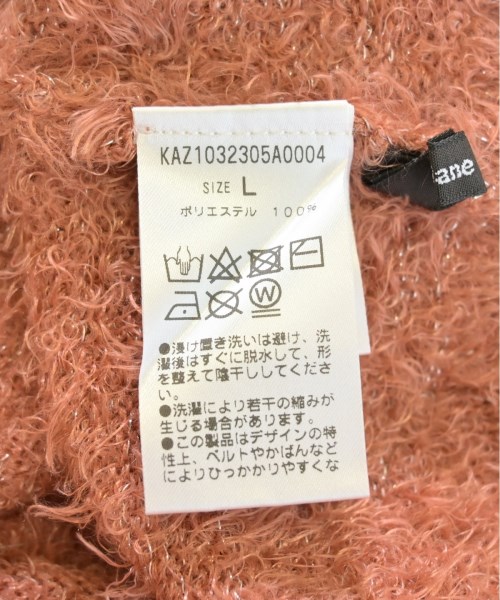 KAZ1032305A0004
SIZE L
ポリエステル 100%
ane
W
●浸け置き洗いは避け、洗
濯後はすぐに脱水して、形
を整えて陰干ししてくださ
い。
●洗濯により若干の縮みが
生じる場合があります。
●この製品はデザインの特
性上、ベルトやかばんなど
によりひっかかりやすくな